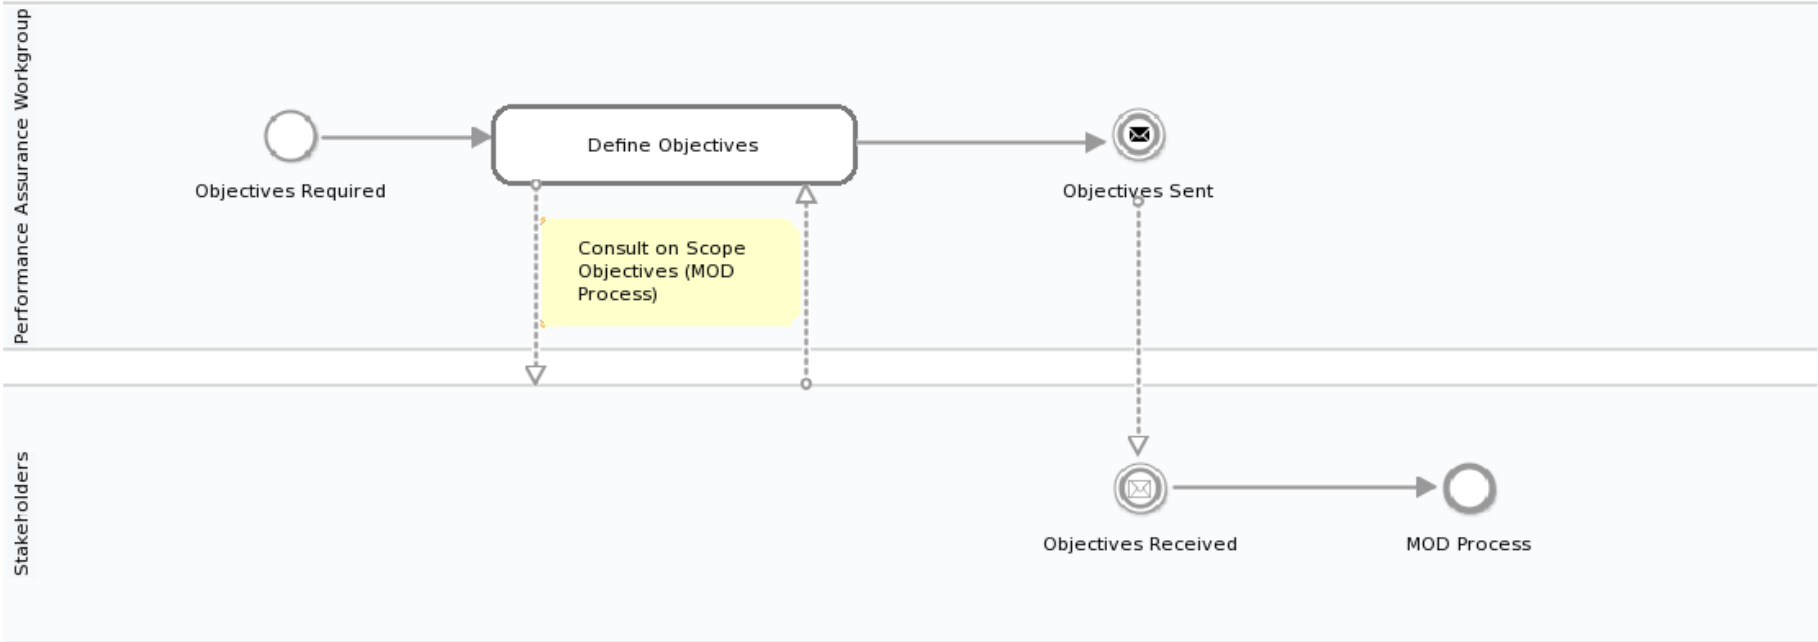 Performance Assurance Workgroup
Objectives Required
Define Objectives
Objectives Sent
Consult on Scope
Objectives (MOD
Process)
Stakeholders
Objectives Received
MOD Process